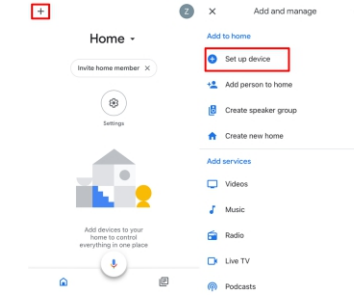 +
Z
Home
Invite home member ×
Settings
Add devices to your
home to control
everything in one place
× Add and manage
Add to home
Set up device
Add person to home
Create speaker group
Create new home
Add services
Videos
Music
Radio
Live TV
Podcasts